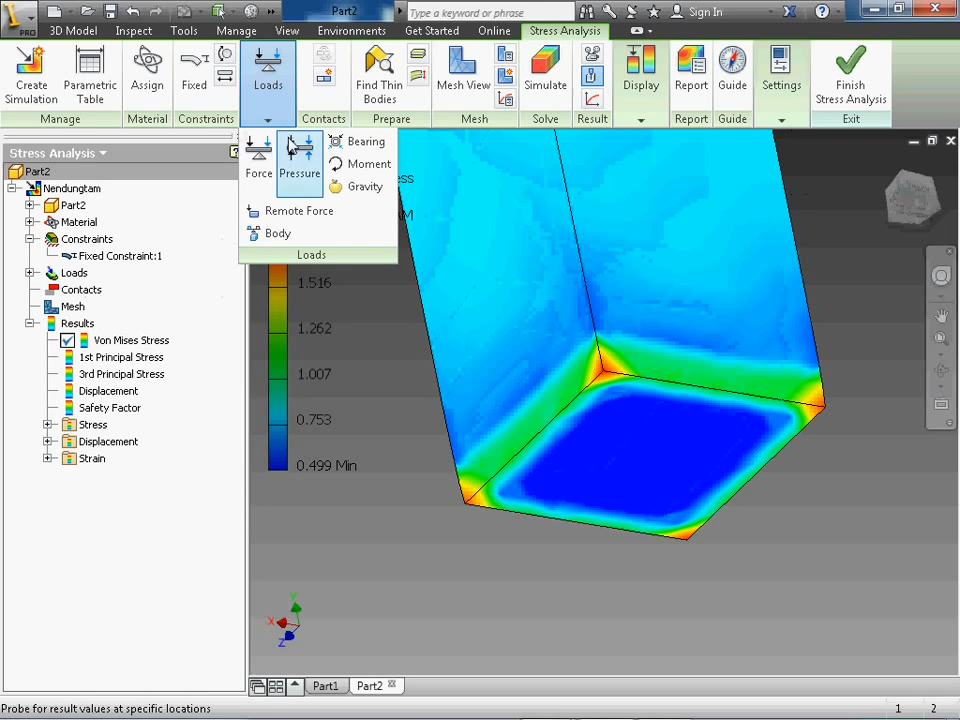 Part2
Type a keyword or phrase
Sign In
PRO
3D Model
Inspect
Tools
Manage
View
Environments
Get Started
Online
Stress Analysis
Create
Simulation
Parametric
Table
Assign
Fixed
Loads
Find Thin
Bodies
Mesh View
Simulate
Display
Report
Guide
Settings
Finish
Stress Analysis
Manage
Material
Constraints
Contacts
Prepare
Mesh
Solve
Result
Report
Guide
Exit
Force
Pressure
Bearing
Moment
Gravity
Remote Force
Body
Loads
Stress Analysis
Part2
Nendungtam
Part2
Material
Constraints
Fixed Constraint:1
Loads
Contacts
Mesh
Results
Von Mises Stress
1st Principal Stress
3rd Principal Stress
Displacement
Safety Factor
Stress
Displacement
Strain
ess
AM
1.516
1.262
1.007
0.753
0.499 Min
Y
X
Z
Part1
Part2
Probe for result values at specific locations
1
2